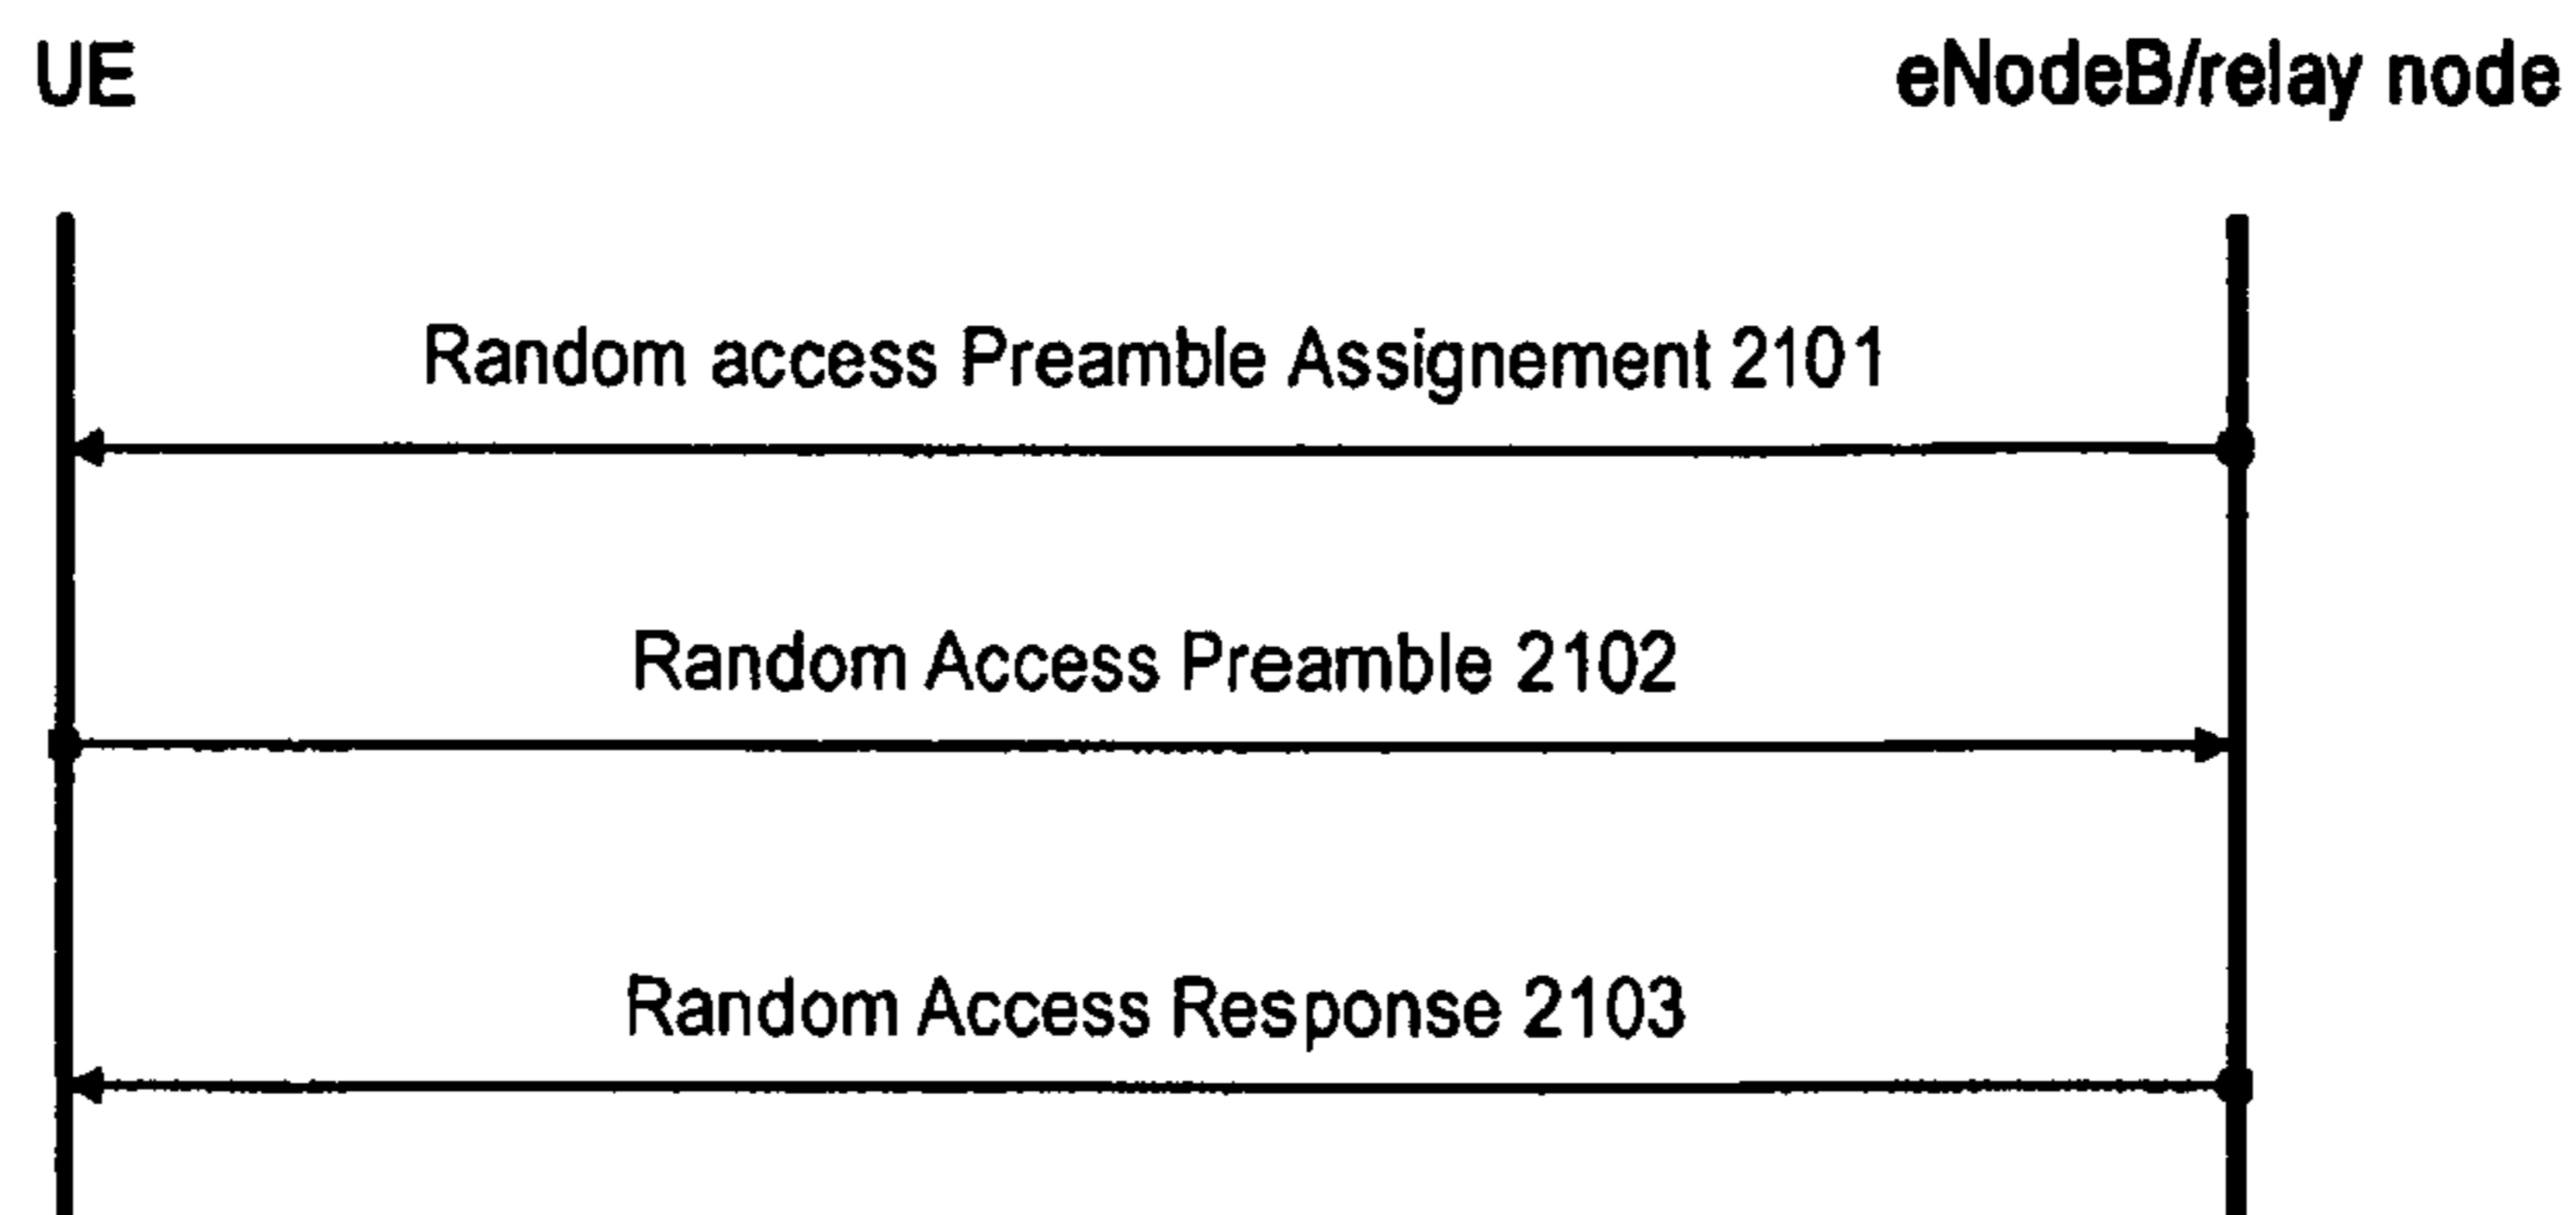 UE
eNodeB/relay node
Random access Preamble Assignement 2101
Random Access Preamble 2102
Random Access Response 2103